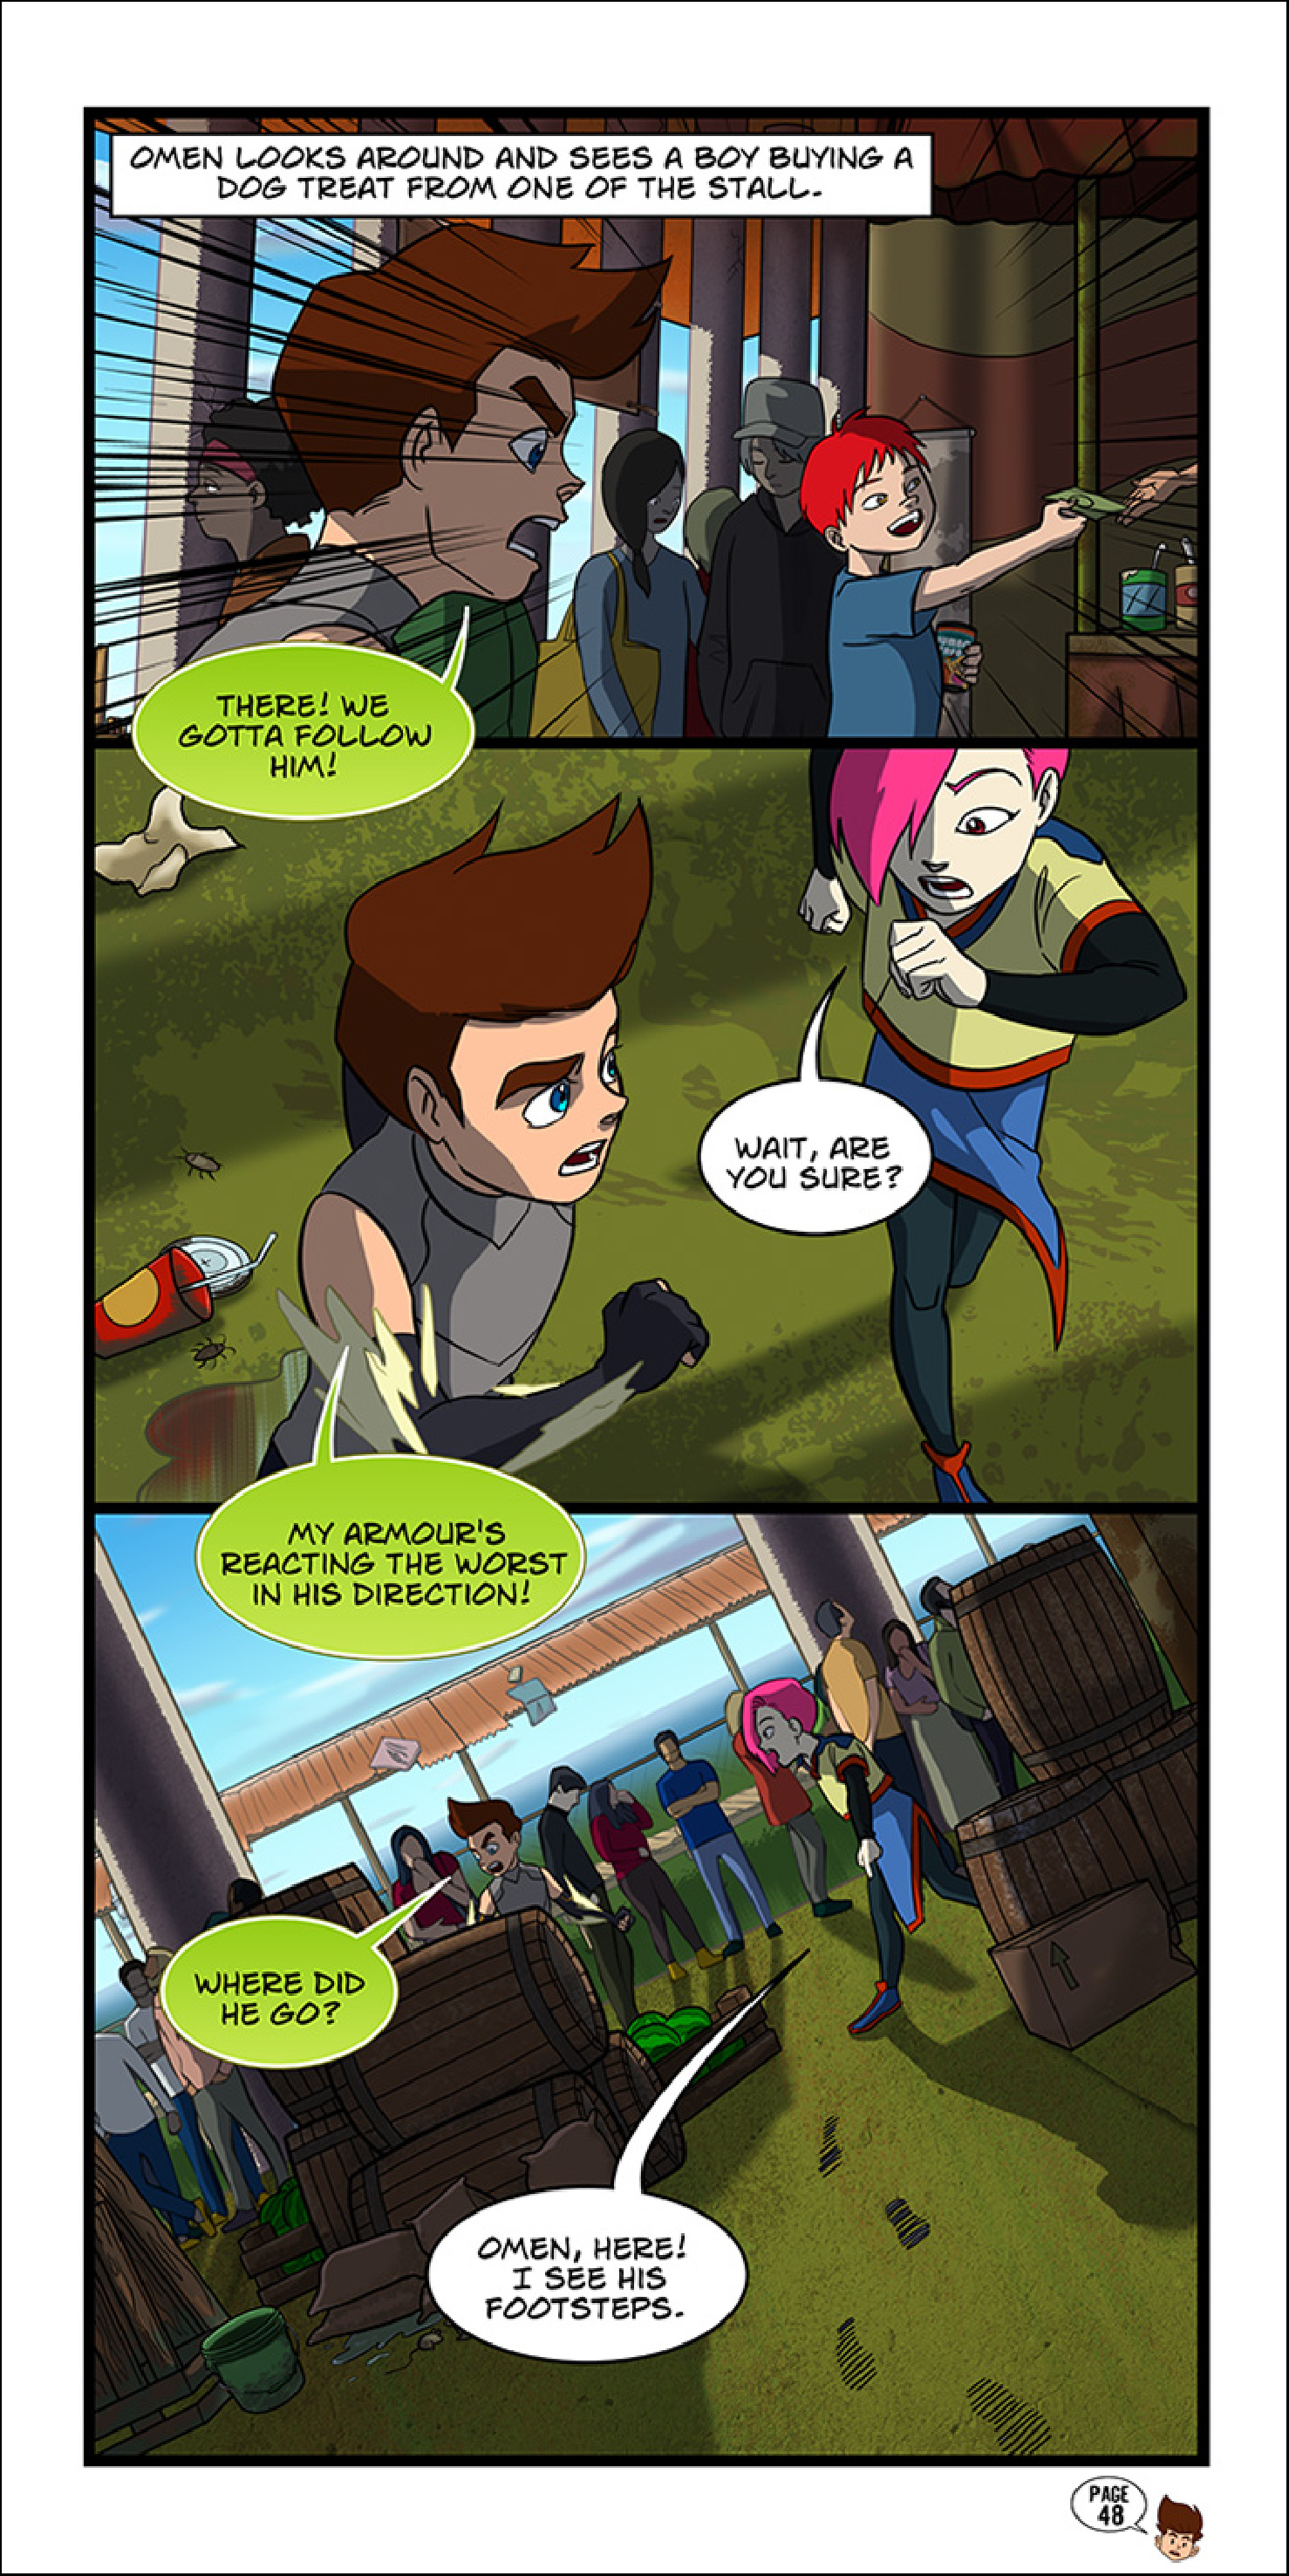 OMEN LOOKS AROUND AND SEES A BOY BUYING A
DOG TREAT FROM ONE OF THE STALL.
THERE! WE
GOTTA FOLLOW
HIM!
WAIT, ARE
YOU SURE?
MY ARMOUR'S
REACTING THE WORST
IN HIS DIRECTION!
WHERE DID
HE GO?
OMEN, HERE!
I SEE HIS
FOOTSTEPS.
PAGE
48